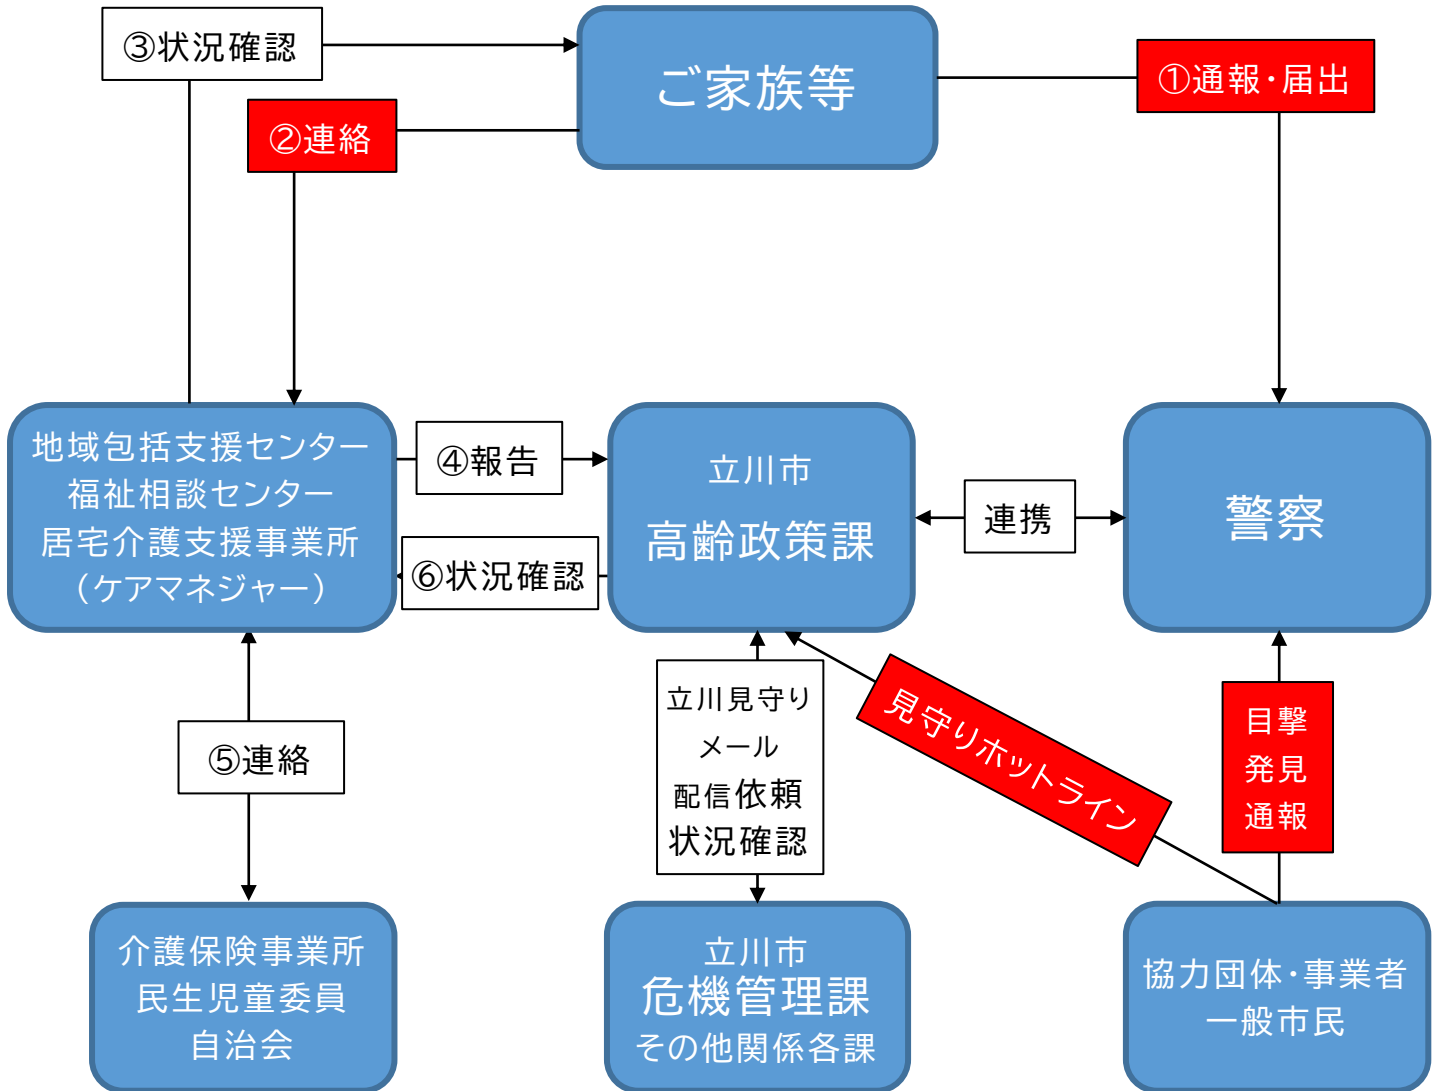 ③状況確認
ご家族等
①通報・届出
②連絡
地域包括支援センター
福祉相談センター
居宅介護支援事業所
（ケアマネジャー）
④報告
⑥状況確認
立川市
高齢政策課
連携
警察
⑤連絡
立川見守り
メール
配信依頼
状況確認
見守りホットライン
目撃
発見
通報
介護保険事業所
民生児童委員
自治会
立川市
危機管理課
その他関係各課
協力団体・事業者
一般市民